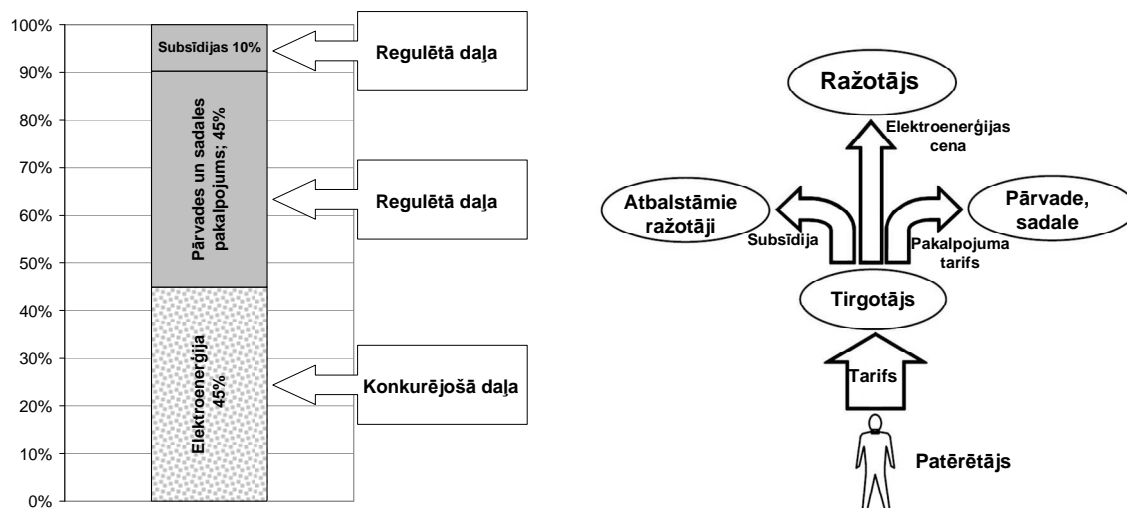 100%
90%
80%
70%
60%
50%
40%
30%
20%
10%
0%
Subsīdijas 10%
Pārvades un sadales
pakalpojums; 45%
Elektroenerģija
45%
Regulētā daļa
Regulētā daļa
Konkurējošā daļa
Ražotājs
Elektroenerģijas
cena
Atbalstāmie
ražotāji
Pārvade,
sadale
Subsīdija
Pakalpojuma
tarifs
Tirgotājs
Tarifs
Patērētājs